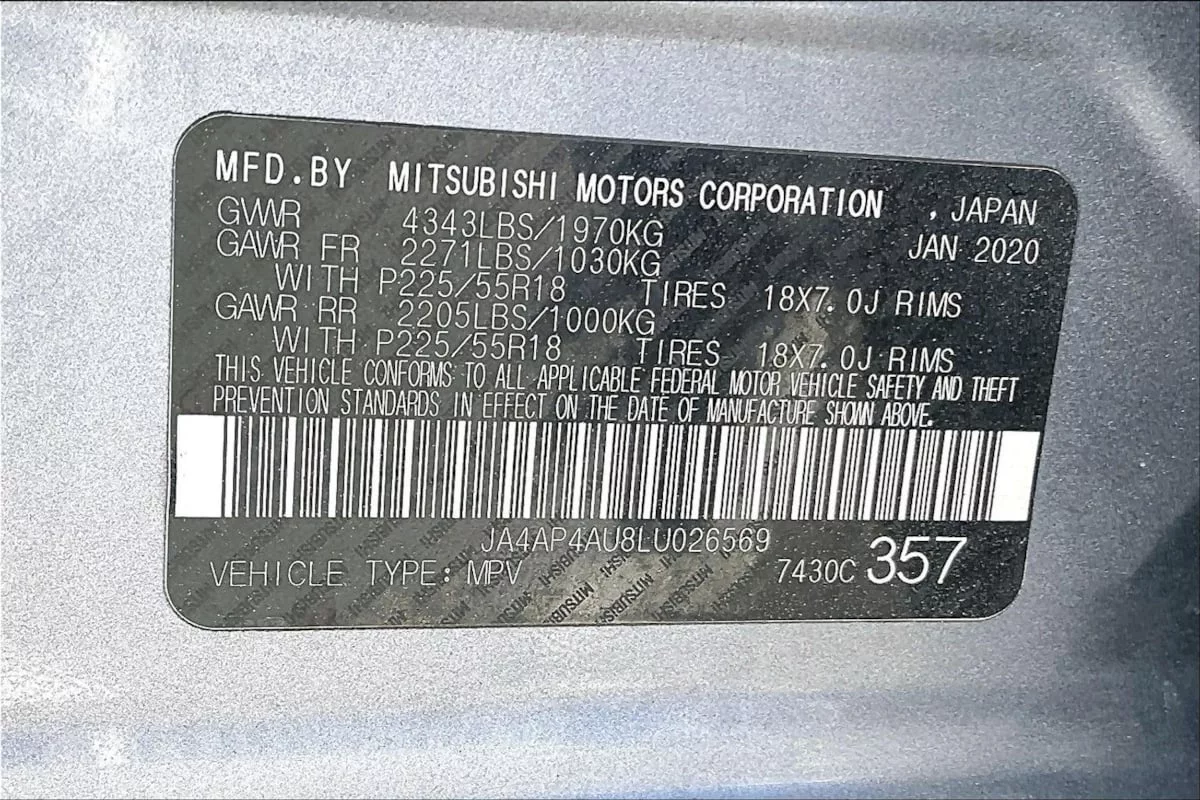 MFD.BY MITSUBISHI MOTORS CORPORATION , JAPAN
GVWR 4343LBS/1970KG JAN 2020
GAWR FR 2271LBS/1030KG
WITH P225/55R18 TIRES 18X7.0J RIMS
GAWR RR 2205LBS/1000KG
WITH P225/55R18 TIRES 18X7.0J RIMS
THIS VEHICLE CONFORMS TO ALL APPLICABLE FEDERAL MOTOR VEHICLE SAFETY AND THEFT
PREVENTION STANDARDS IN EFFECT ON THE DATE OF MANUFACTURE SHOWN ABOVE.
JA4AP4AU8LU026569
VEHICLE TYPE: MPV 7430C 357